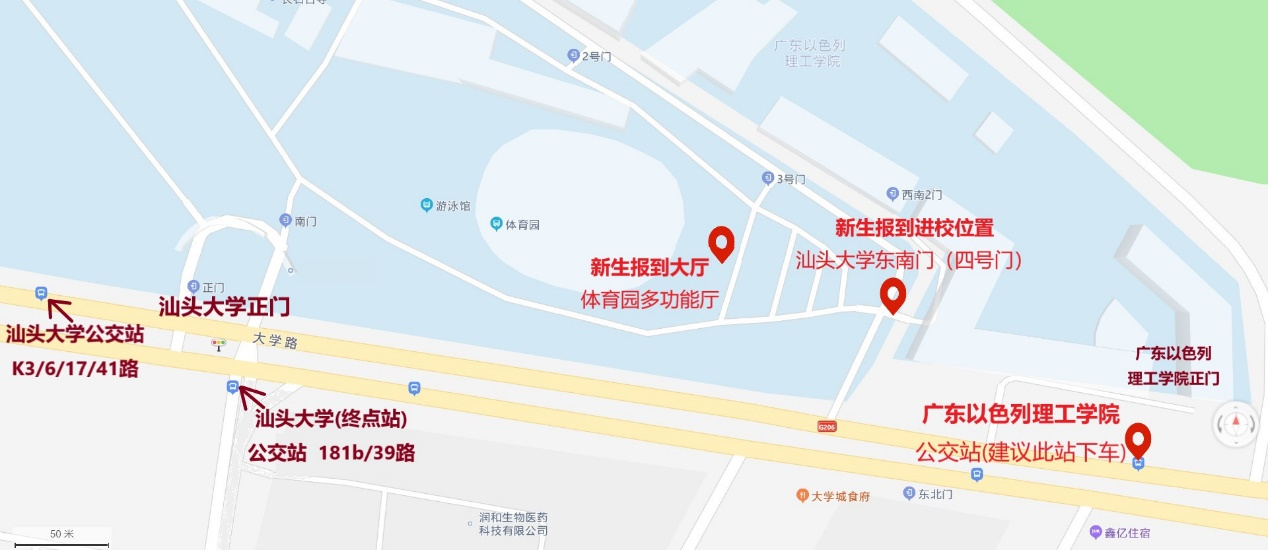 2号门
广东以色列
理工学院
3号门
西南2门
游泳馆
体育园
南门
新生报到进校位置
汕头大学东南门（四号门）
新生报到大厅
体育园多功能厅
正门
汕头大学正门
汕头大学公交站
K3/6/17/41路
大学路
广东以色列
理工学院正门
汕头大学(终点站)
公交站 181b/39路
G206
广东以色列理工学院
公交站(建议此站下车)
大学城食府
东北门
润和生物医药
科技有限公司
鑫亿住宿
50 米